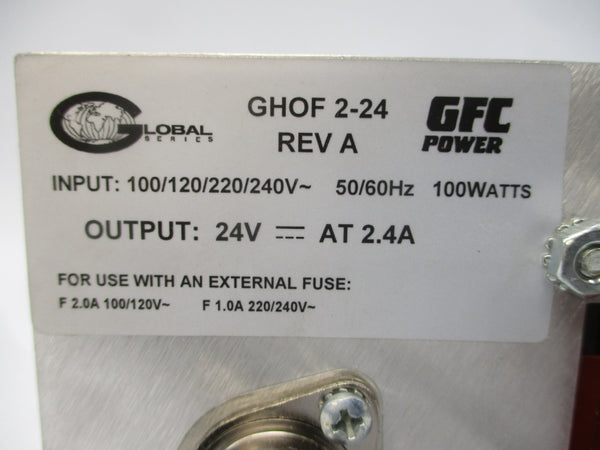 GLOBAL
SERIES
GHOF 2-24
REV A
GFC
POWER
INPUT: 100/120/220/240V~ 50/60Hz 100WATTS
OUTPUT: 24V ⎓ AT 2.4A
FOR USE WITH AN EXTERNAL FUSE:
F 2.0A 100/120V~ F 1.0A 220/240V~